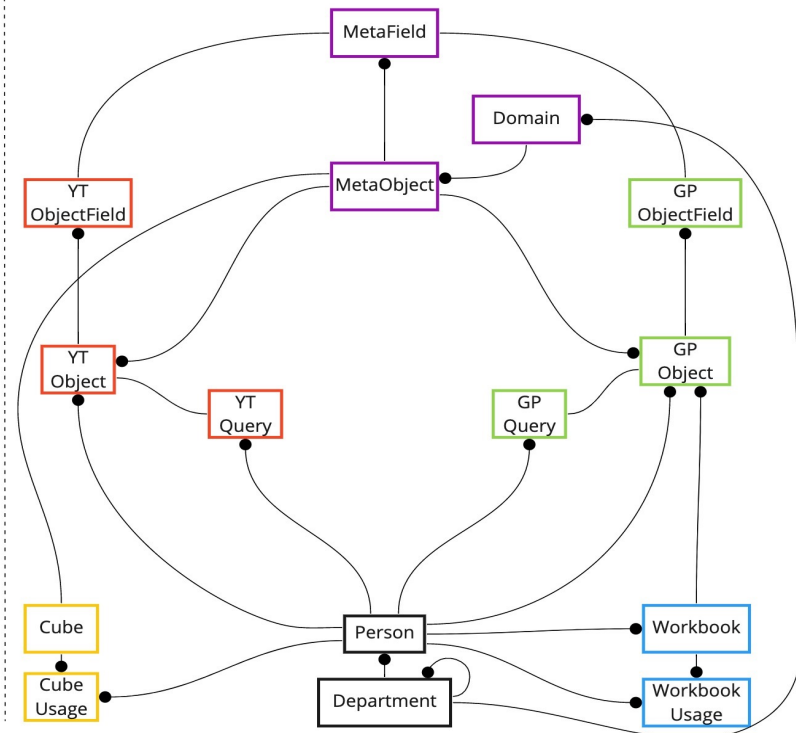 MetaField
Domain
MetaObject
YT
ObjectField
GP
ObjectField
YT
Object
GP
Object
YT
Query
GP
Query
Cube
Person
Workbook
Cube
Usage
Department
Workbook
Usage